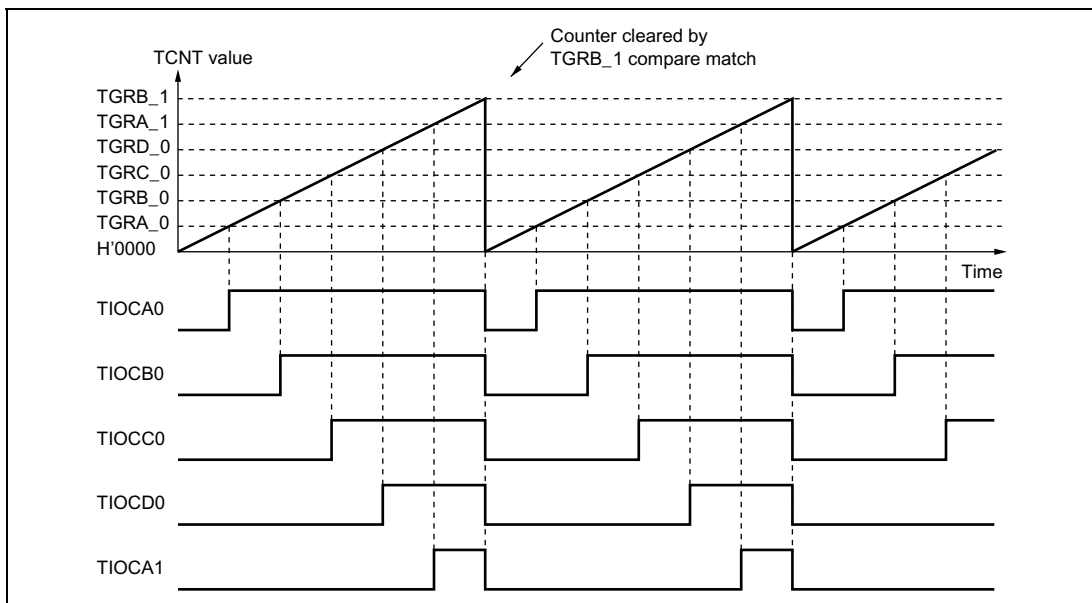 Counter cleared by
TGRB_1 compare match
TCNT value
TGRB_1
TGRA_1
TGRD_0
TGRC_0
TGRB_0
TGRA_0
H'0000
Time
TIOCA0
TIOCB0
TIOCC0
TIOCD0
TIOCA1